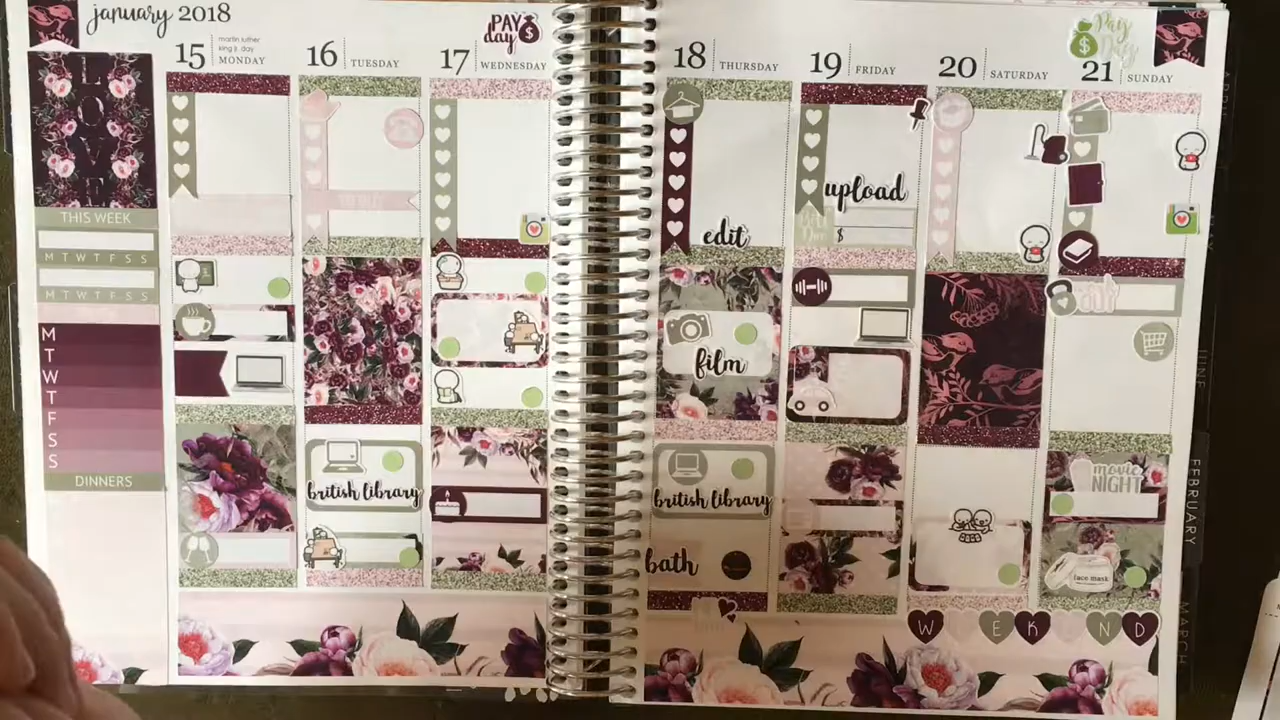 january 2018
15
martin luther
king jr. day
MONDAY
16 TUESDAY
PAY
day
$
17 WEDNESDAY
18 THURSDAY
19 FRIDAY
20 SATURDAY
Pay
Day
$
21 SUNDAY
LOVE
THIS WEEK
M T W T F S S
M T W T F S S
M
T
W
T
F
S
S
DINNERS
british library
edit
film
british library
bath
upload
$
movie
NIGHT
face mask
W E K N D